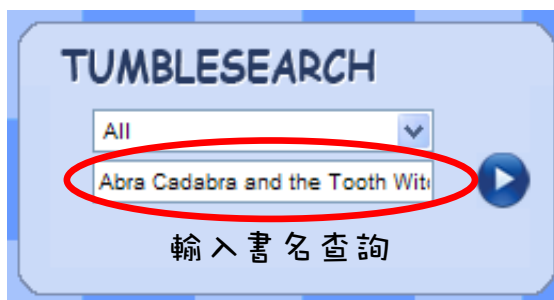 TUMBLESEARCH
All
Abra Cadabra and the Tooth Wit
輸入書名查詢